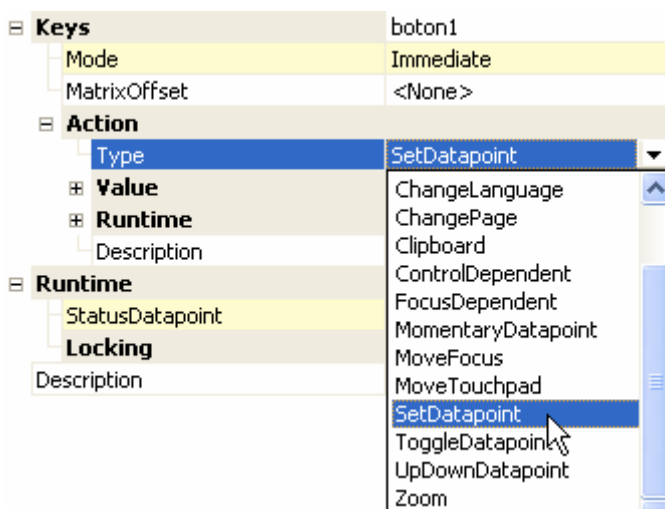 Keys boton1
Mode Immediate
MatrixOffset <None>
Action
Type SetDatapoint
Value
Runtime
Description
Runtime
StatusDatapoint
Locking
Description
ChangeLanguage
ChangePage
Clipboard
ControlDependent
FocusDependent
MomentaryDatapoint
MoveFocus
MoveTouchpad
SetDatapoint
ToggleDatapoint
UpDownDatapoint
Zoom